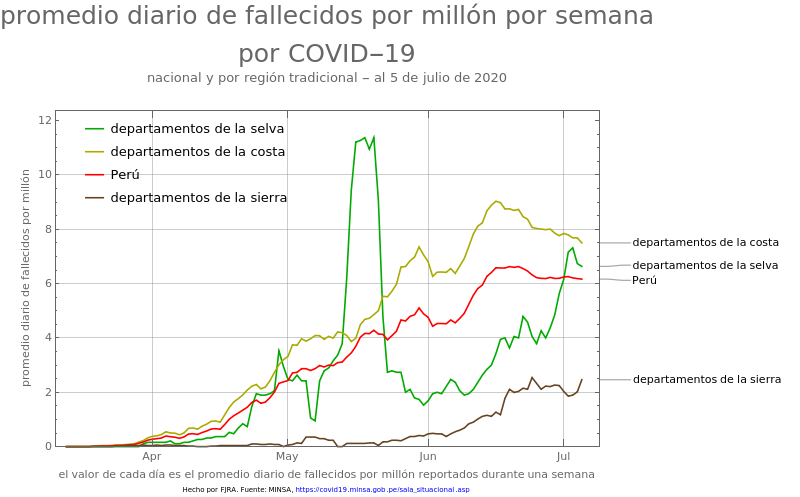 promedio diario de fallecidos por millón por semana
por COVID−19
nacional y por región tradicional − al 5 de julio de 2020
promedio diario de fallecidos por millón
12
10
8
6
4
2
0
departamentos de la selva
departamentos de la costa
Perú
departamentos de la sierra
departamentos de la costa
departamentos de la selva
Perú
departamentos de la sierra
Apr May Jun Jul
el valor de cada día es el promedio diario de fallecidos por millón reportados durante una semana
Hecho por FJRA. Fuente: MINSA, https://covid19.minsa.gob.pe/sala_situacional.asp